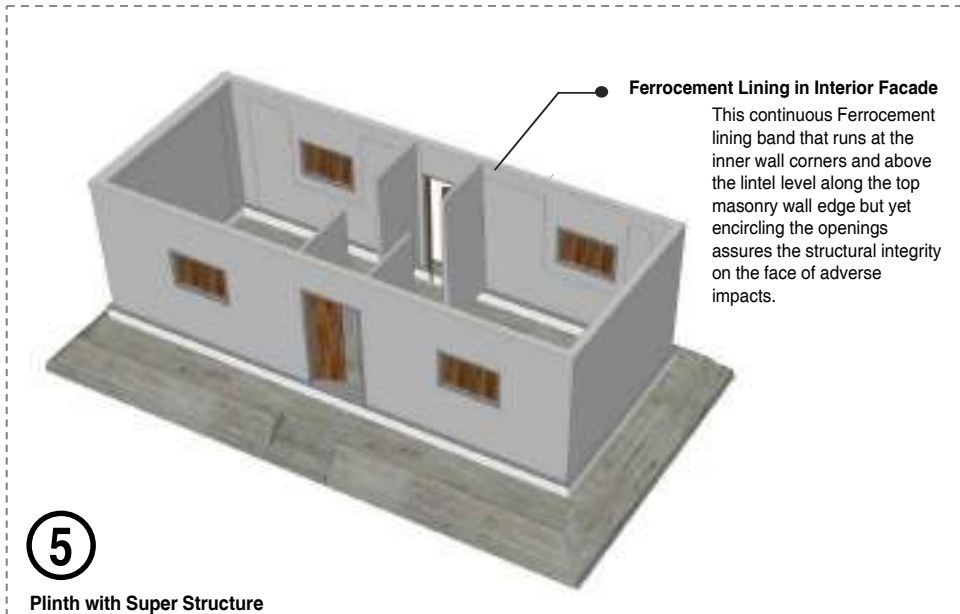 Ferrocement Lining in Interior Facade
This continuous Ferrocement
lining band that runs at the
inner wall corners and above
the lintel level along the top
masonry wall edge but yet
encircling the openings
assures the structural integrity
on the face of adverse
impacts.
5
Plinth with Super Structure